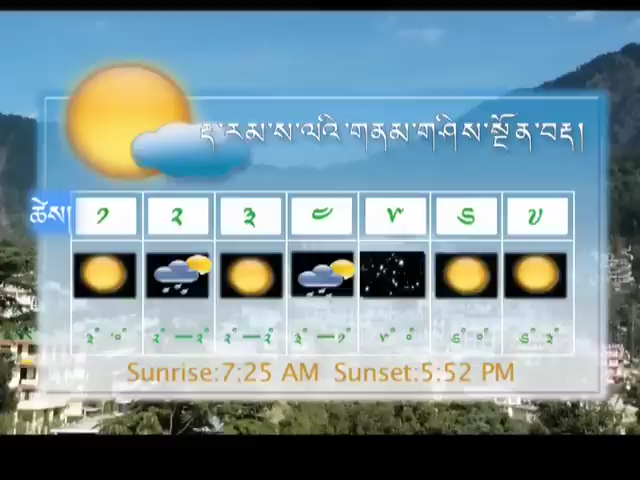 རྡ་རམ་ས་ལའི་གནམ་གཤིས་སྔོན་བརྡ།
ཚེས། ༡ ༢ ༣ ༤ ༥ ༦ ༧
Sunrise:7:25 AM Sunset:5:52 PM